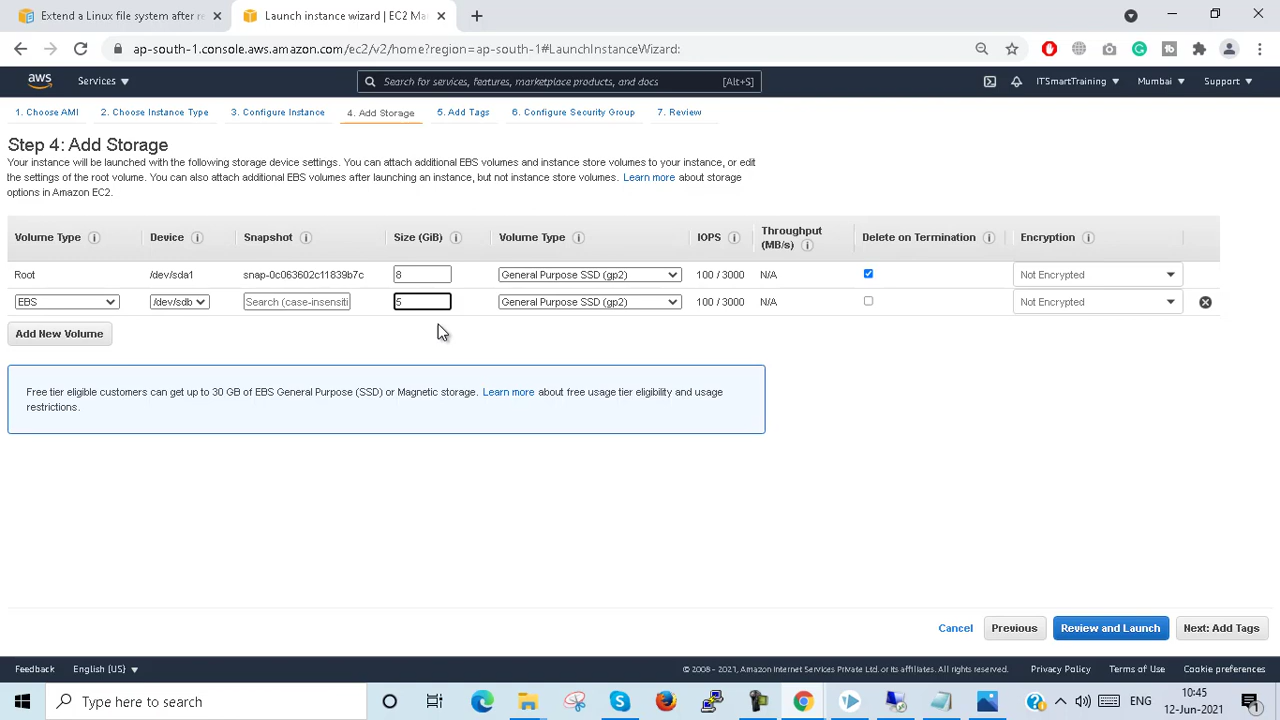 Extend a Linux file system after re
Launch instance wizard | EC2 Ma
ap-south-1.console.aws.amazon.com/ec2/v2/home?region=ap-south-1#LaunchInstanceWizard:
aws
Services
Search for services, features, marketplace products, and docs
[Alt+S]
ITSmartTraining
Mumbai
Support
1. Choose AMI
2. Choose Instance Type
3. Configure Instance
4. Add Storage
5. Add Tags
6. Configure Security Group
7. Review
Step 4: Add Storage
Your instance will be launched with the following storage device settings. You can attach additional EBS volumes and instance store volumes to your instance, or edit
the settings of the root volume. You can also attach additional EBS volumes after launching an instance, but not instance store volumes. Learn more about storage
options in Amazon EC2.
Volume Type
Device
Snapshot
Size (GiB)
Volume Type
IOPS
Throughput
(MB/s)
Delete on Termination
Encryption
Root
/dev/sda1
snap-0c063602c11839b7c
8
General Purpose SSD (gp2)
100 / 3000
N/A
Not Encrypted
EBS
/dev/sdb
Search (case-insensiti
5
General Purpose SSD (gp2)
100 / 3000
N/A
Not Encrypted
Add New Volume
Free tier eligible customers can get up to 30 GB of EBS General Purpose (SSD) or Magnetic storage. Learn more about free usage tier eligibility and usage
restrictions.
Cancel
Previous
Review and Launch
Next: Add Tags
Feedback
English (US)
© 2008 - 2021, Amazon Internet Services Private Ltd. or its affiliates. All rights reserved.
Privacy Policy
Terms of Use
Cookie preferences
Type here to search
ENG
10:45
12-Jun-2021
1